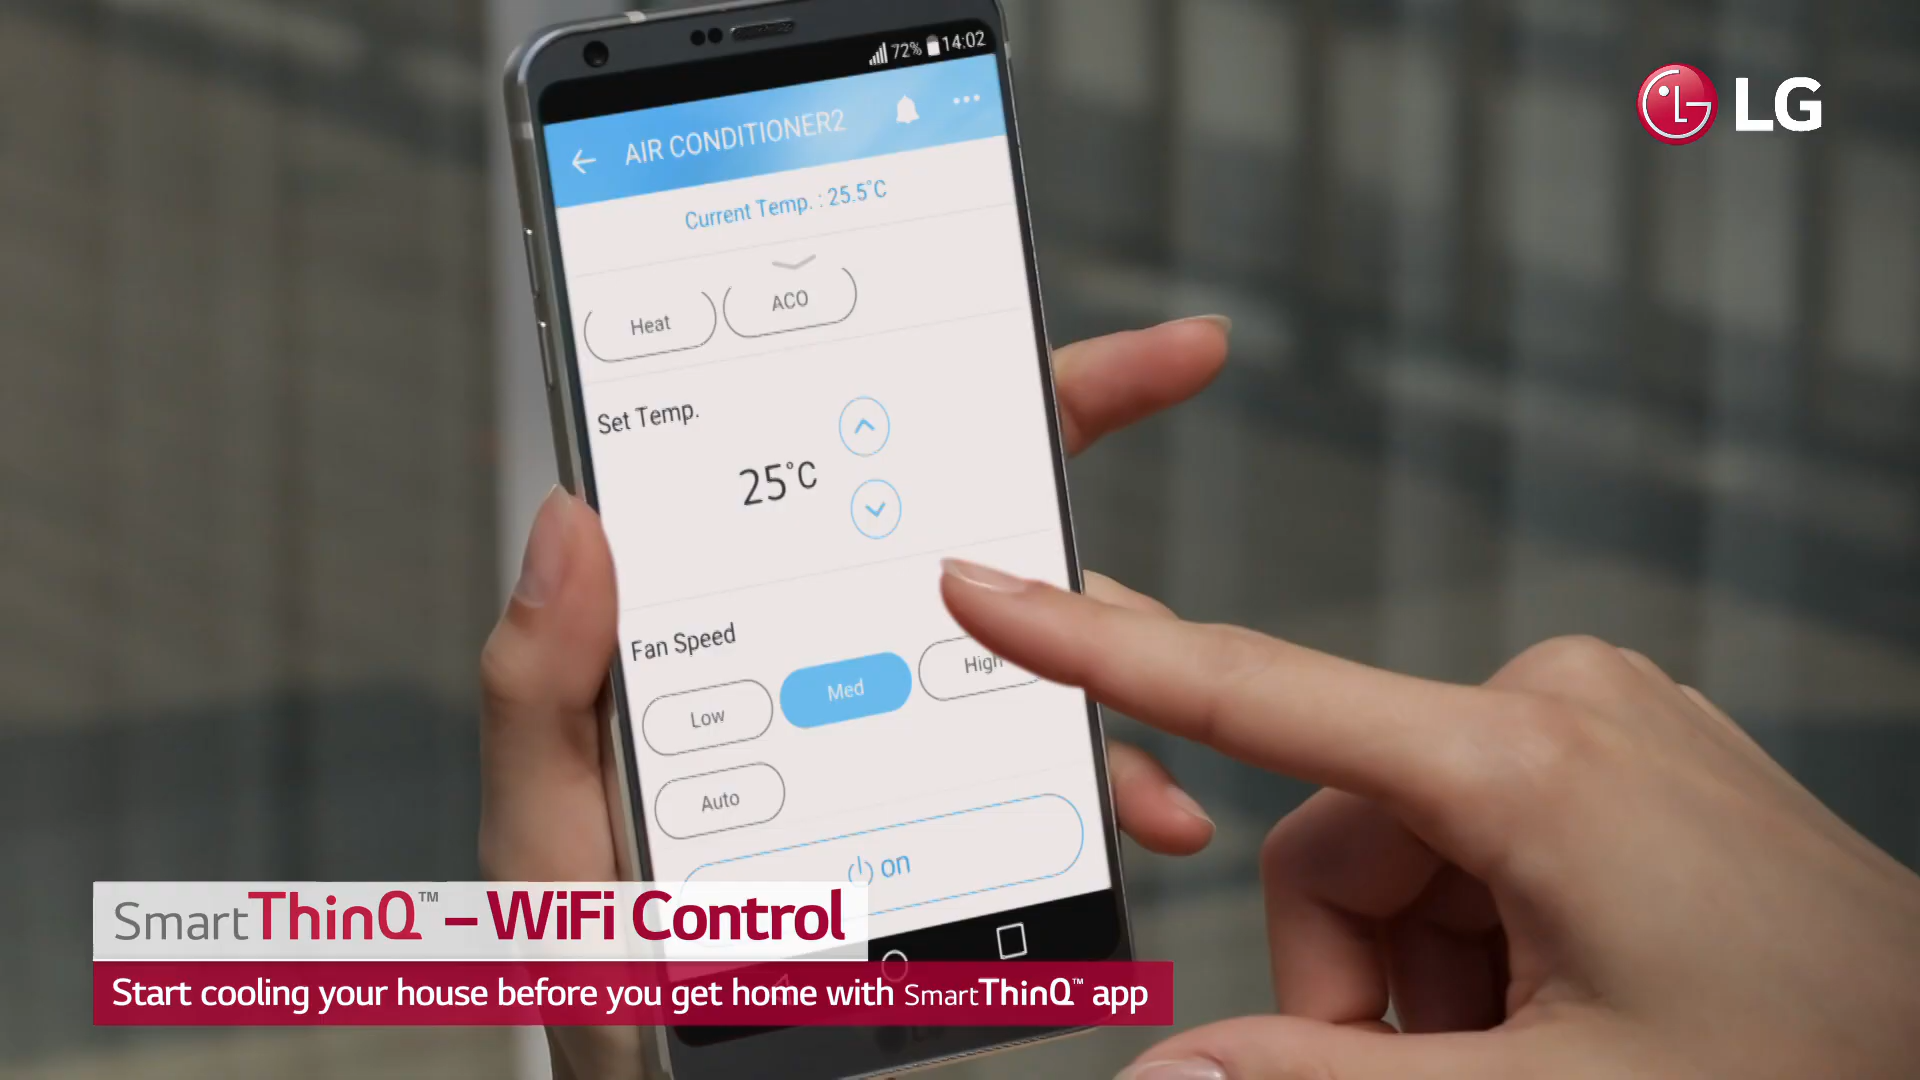 72% 14:02
LG
AIR CONDITIONER2
Current Temp. : 25.5°C
Heat
ACO
Set Temp.
25°C
Fan Speed
Low
Med
High
Auto
on
SmartThinQ™ – WiFi Control
Start cooling your house before you get home with SmartThinQ™ app